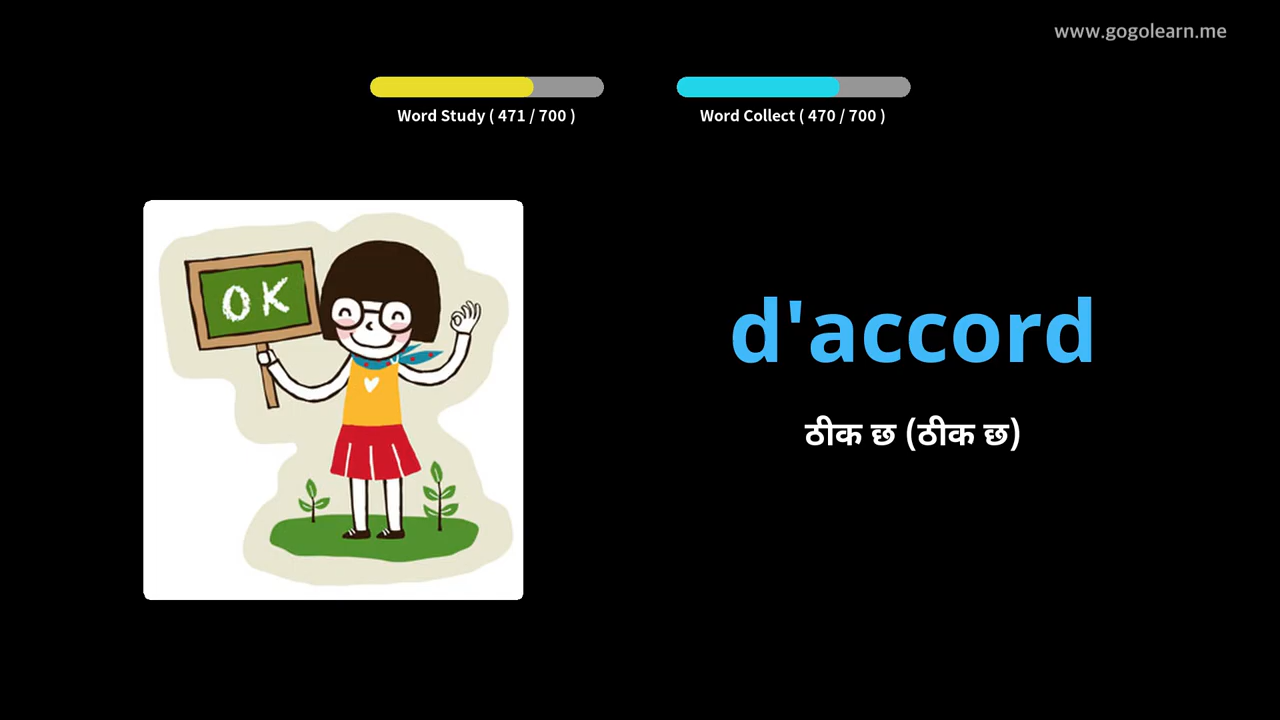 www.gogolearn.me
Word Study ( 471 / 700 )
Word Collect ( 470 / 700 )
OK
d'accord
ठीक छ (ठीक छ)